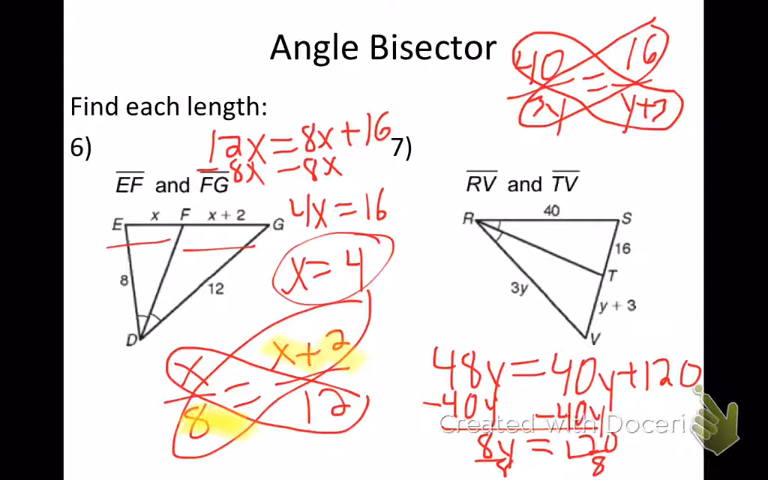 Angle Bisector
40 = 16
3y y+3
Find each length:
6)
12x = 8x + 16
-8x -8x
4x = 16
x = 4
EF and FG
E x F x + 2 G
8
12
D
x = x+2
8 12
7)
RV and TV
R 40 S
16
T
3y
y + 3
V
48y = 40y + 120
-40y -40y
8y = 120
8 8
Created with Doceri